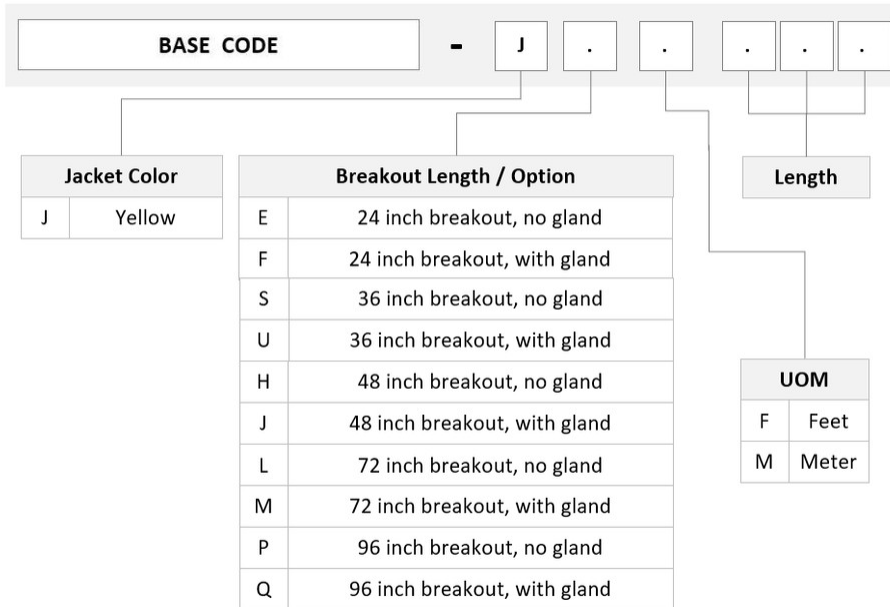 BASE CODE - J . . . . .
Jacket Color
J Yellow
Breakout Length / Option
E 24 inch breakout, no gland
F 24 inch breakout, with gland
S 36 inch breakout, no gland
U 36 inch breakout, with gland
H 48 inch breakout, no gland
J 48 inch breakout, with gland
L 72 inch breakout, no gland
M 72 inch breakout, with gland
P 96 inch breakout, no gland
Q 96 inch breakout, with gland
Length
UOM
F Feet
M Meter